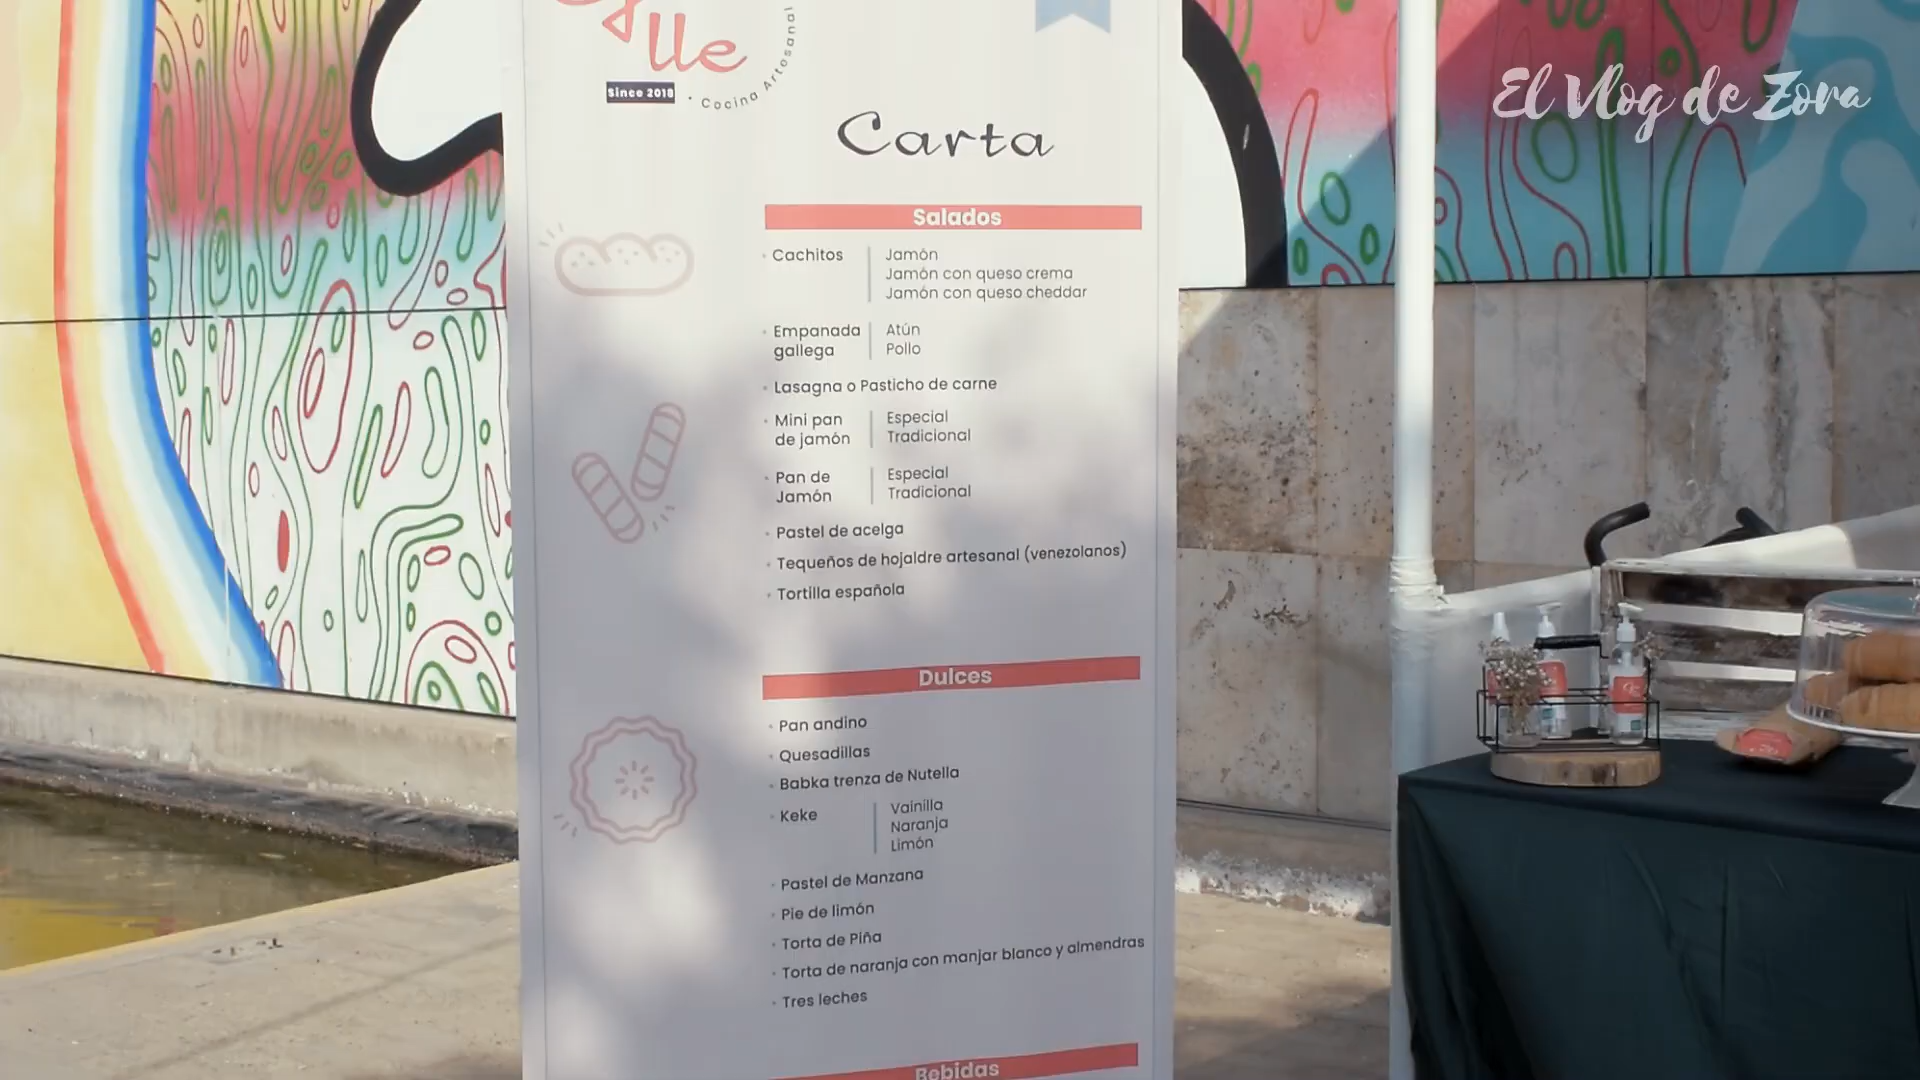 lle
Since 2018
• Cocina Artesanal
El Vlog de Zora
Carta
Salados
• Cachitos
Jamón
Jamón con queso crema
Jamón con queso cheddar
• Empanada gallega
Atún
Pollo
• Lasagna o Pasticho de carne
• Mini pan de jamón
Especial
Tradicional
• Pan de Jamón
Especial
Tradicional
• Pastel de acelga
• Tequeños de hojaldre artesanal (venezolanos)
• Tortilla española
Dulces
• Pan andino
• Quesadillas
• Babka trenza de Nutella
• Keke
Vainilla
Naranja
Limón
• Pastel de Manzana
• Pie de limón
• Torta de Piña
• Torta de naranja con manjar blanco y almendras
• Tres leches
Bebidas